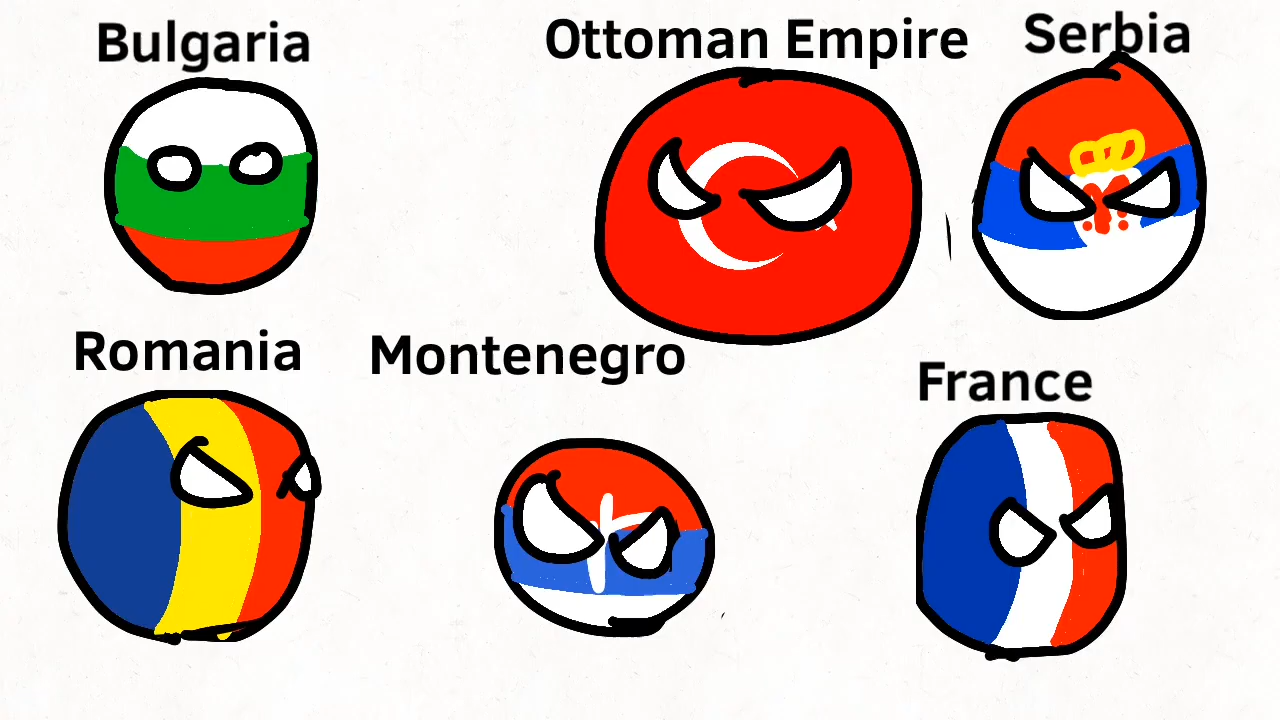 Bulgaria
Ottoman Empire
Serbia
Romania
Montenegro
France